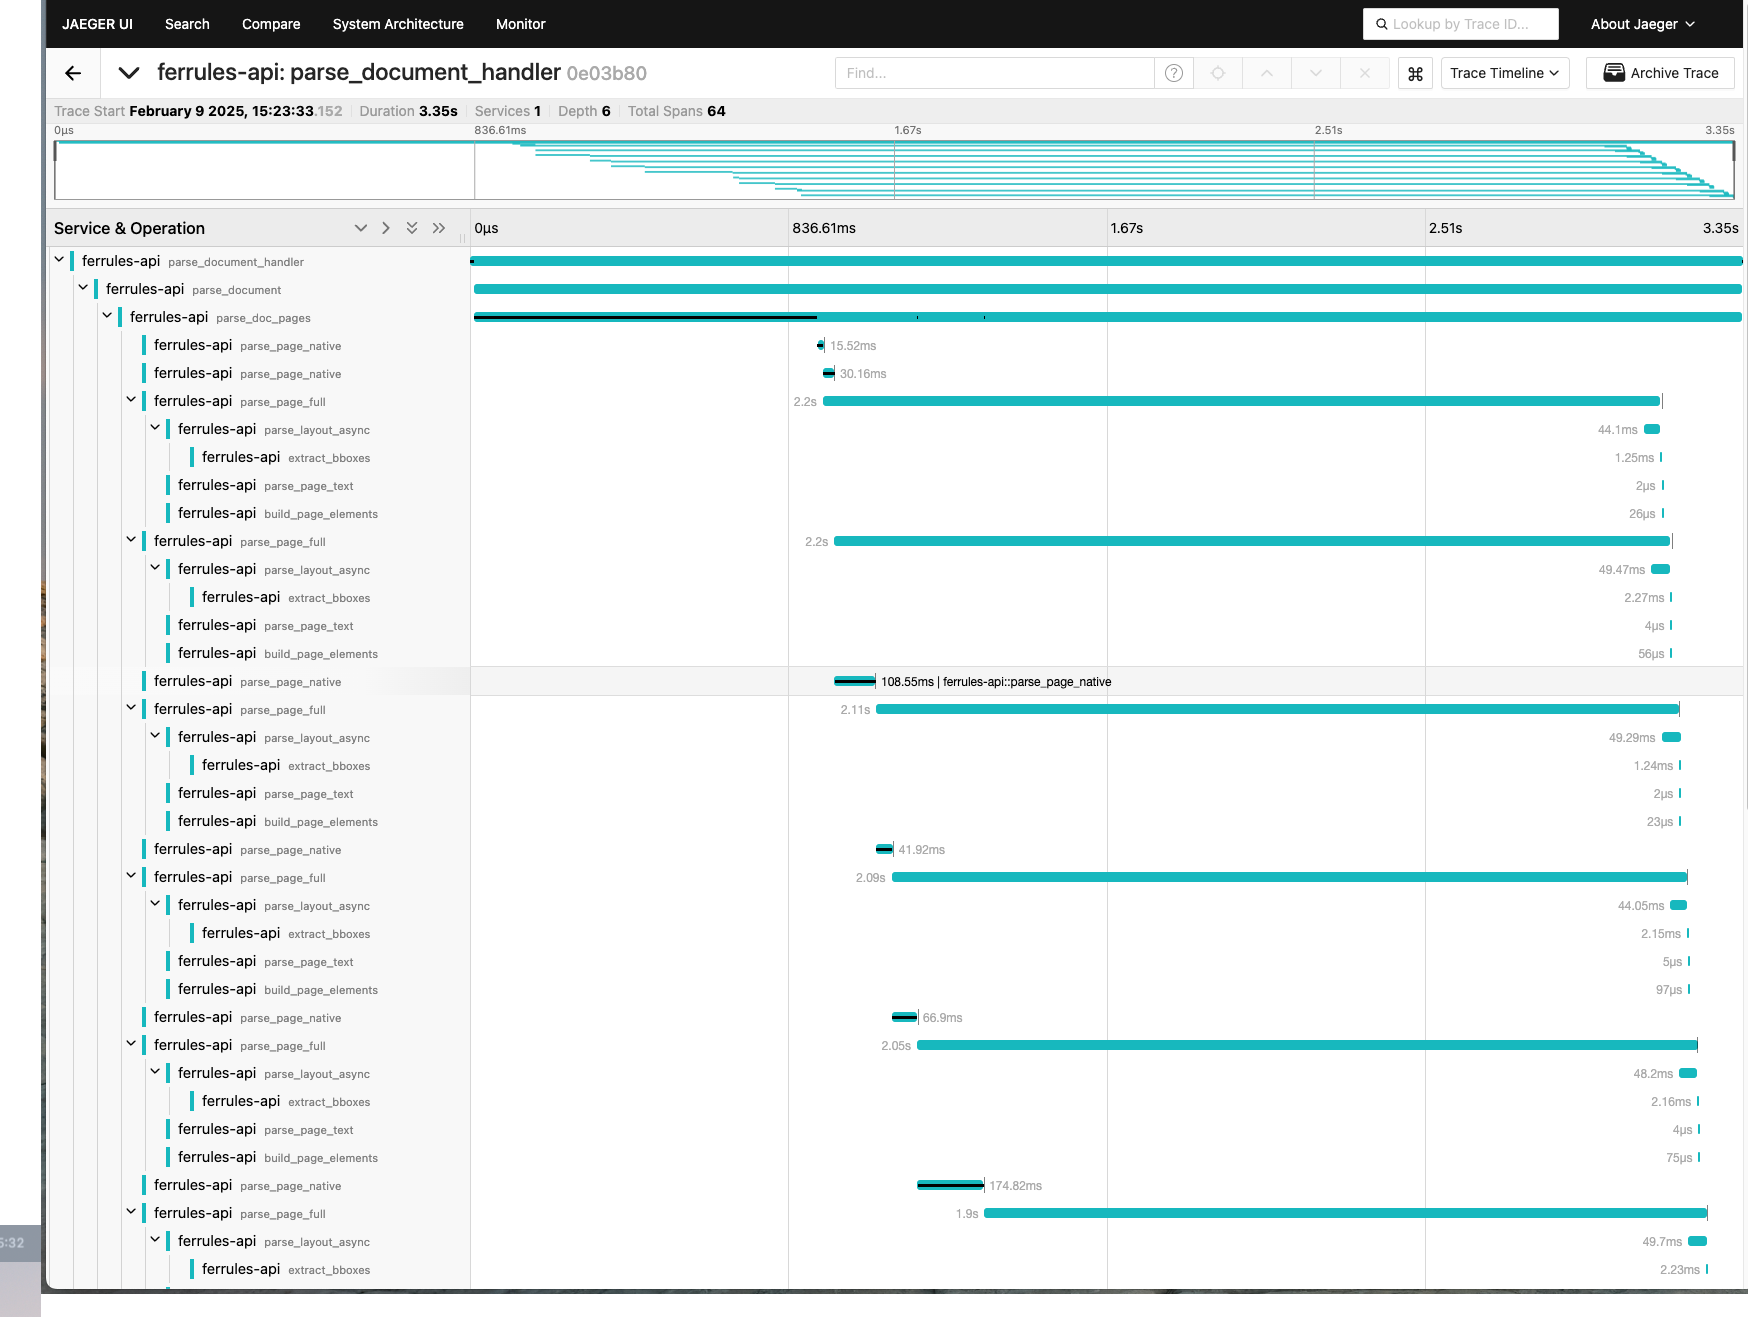 JAEGER UI Search Compare System Architecture Monitor Lookup by Trace ID... About Jaeger
ferrules-api: parse_document_handler 0e03b80 Find... ? ⌘ Trace Timeline Archive Trace
Trace Start February 9 2025, 15:23:33.152 Duration 3.35s Services 1 Depth 6 Total Spans 64
0μs 836.61ms 1.67s 2.51s 3.35s
Service & Operation 0μs 836.61ms 1.67s 2.51s 3.35s
ferrules-api parse_document_handler
ferrules-api parse_document
ferrules-api parse_doc_pages
ferrules-api parse_page_native 15.52ms
ferrules-api parse_page_native 30.16ms
ferrules-api parse_page_full 2.2s
ferrules-api parse_layout_async 44.1ms
ferrules-api extract_bboxes 1.25ms
ferrules-api parse_page_text 2μs
ferrules-api build_page_elements 26μs
ferrules-api parse_page_full 2.2s
ferrules-api parse_layout_async 49.47ms
ferrules-api extract_bboxes 2.27ms
ferrules-api parse_page_text 4μs
ferrules-api build_page_elements 56μs
ferrules-api parse_page_native 108.55ms | ferrules-api::parse_page_native
ferrules-api parse_page_full 2.11s
ferrules-api parse_layout_async 49.29ms
ferrules-api extract_bboxes 1.24ms
ferrules-api parse_page_text 2μs
ferrules-api build_page_elements 23μs
ferrules-api parse_page_native 41.92ms
ferrules-api parse_page_full 2.09s
ferrules-api parse_layout_async 44.05ms
ferrules-api extract_bboxes 2.15ms
ferrules-api parse_page_text 5μs
ferrules-api build_page_elements 97μs
ferrules-api parse_page_native 66.9ms
ferrules-api parse_page_full 2.05s
ferrules-api parse_layout_async 48.2ms
ferrules-api extract_bboxes 2.16ms
ferrules-api parse_page_text 4μs
ferrules-api build_page_elements 75μs
ferrules-api parse_page_native 174.82ms
ferrules-api parse_page_full 1.9s
ferrules-api parse_layout_async 49.7ms
ferrules-api extract_bboxes 2.23ms